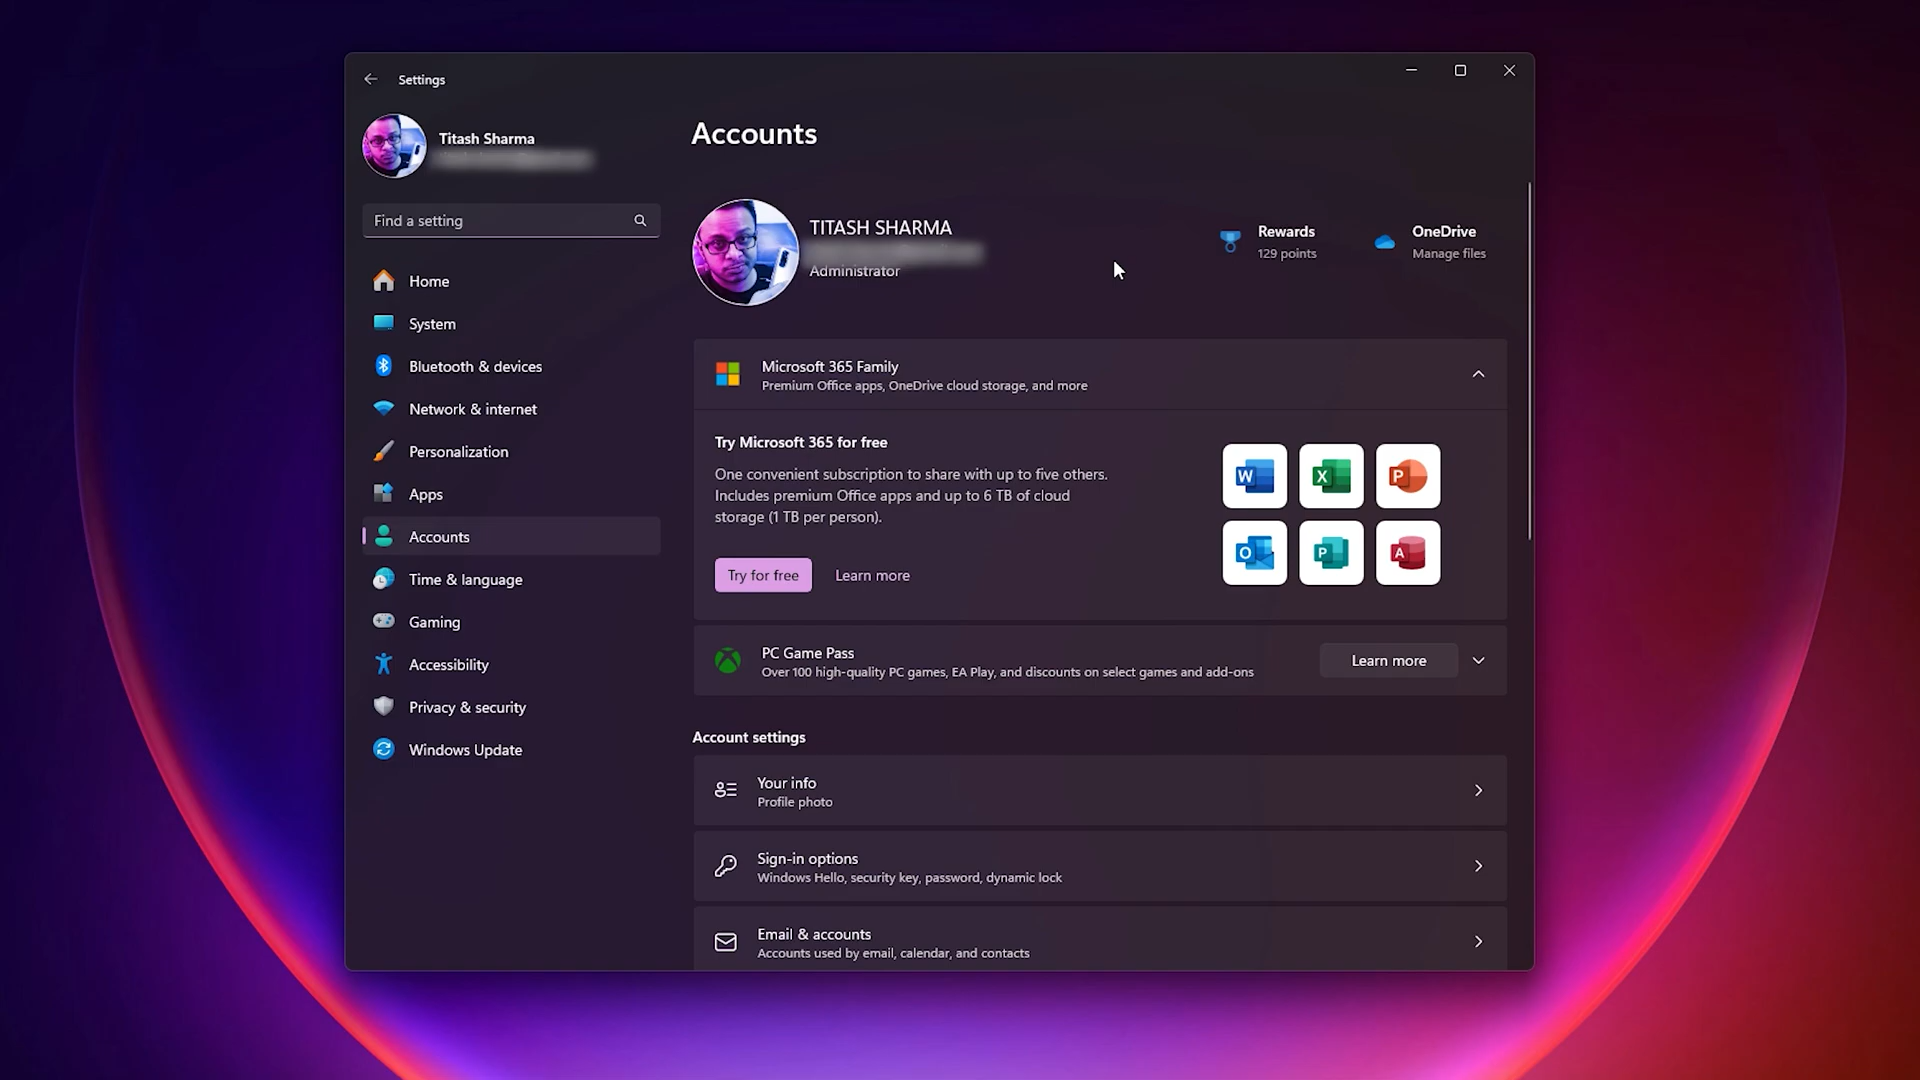 Settings
Titash Sharma
Find a setting
Home
System
Bluetooth & devices
Network & internet
Personalization
Apps
Accounts
Time & language
Gaming
Accessibility
Privacy & security
Windows Update
Accounts
TITASH SHARMA
Administrator
Rewards
129 points
OneDrive
Manage files
Microsoft 365 Family
Premium Office apps, OneDrive cloud storage, and more
Try Microsoft 365 for free
One convenient subscription to share with up to five others.
Includes premium Office apps and up to 6 TB of cloud
storage (1 TB per person).
Try for free
Learn more
W
X
P
O
P
A
PC Game Pass
Over 100 high-quality PC games, EA Play, and discounts on select games and add-ons
Learn more
Account settings
Your info
Profile photo
Sign-in options
Windows Hello, security key, password, dynamic lock
Email & accounts
Accounts used by email, calendar, and contacts